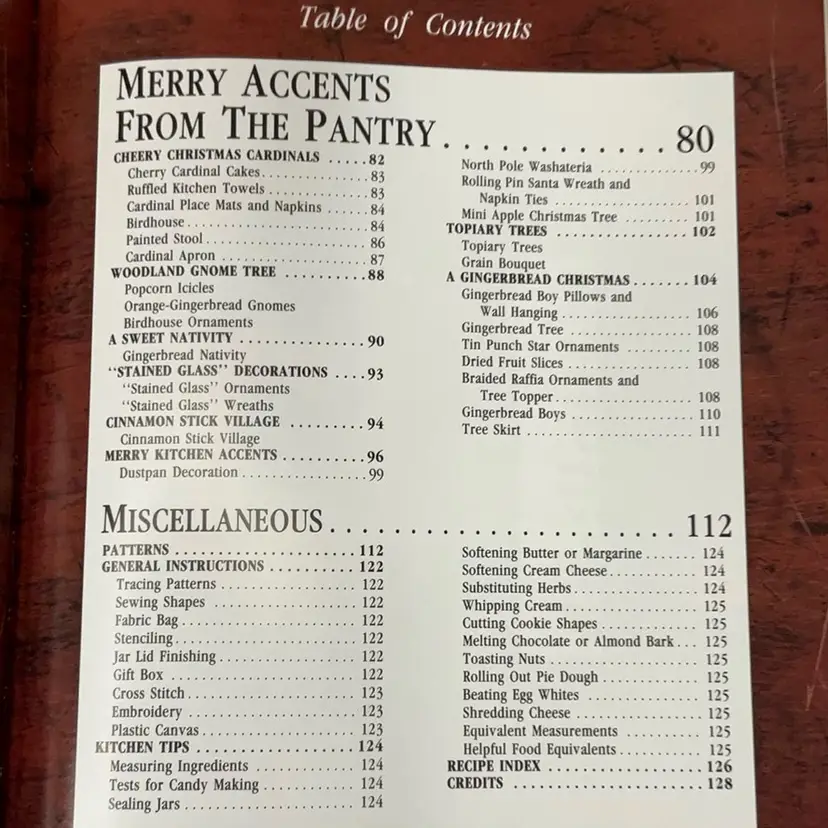 Table of Contents
MERRY ACCENTS
FROM THE PANTRY . . . . . . . . . . . . 80
CHEERY CHRISTMAS CARDINALS . . . . . 82
Cherry Cardinal Cakes . . . . . . . . . . . . . . 83
Ruffled Kitchen Towels . . . . . . . . . . . . . 83
Cardinal Place Mats and Napkins . . . . . . 84
Birdhouse . . . . . . . . . . . . . . . . . . . . . . . 84
Painted Stool . . . . . . . . . . . . . . . . . . . . 86
Cardinal Apron . . . . . . . . . . . . . . . . . . 87
WOODLAND GNOME TREE . . . . . . . . . . 88
Popcorn Icicles
Orange-Gingerbread Gnomes
Birdhouse Ornaments
A SWEET NATIVITY . . . . . . . . . . . . . . . 90
Gingerbread Nativity
"STAINED GLASS" DECORATIONS . . . . 93
"Stained Glass" Ornaments
"Stained Glass" Wreaths
CINNAMON STICK VILLAGE . . . . . . . . . 94
Cinnamon Stick Village
MERRY KITCHEN ACCENTS . . . . . . . . . . 96
Dustpan Decoration . . . . . . . . . . . . . . . . . 99
North Pole Washateria . . . . . . . . . . . . . . 99
Rolling Pin Santa Wreath and
Napkin Ties . . . . . . . . . . . . . . . . . . . 101
Mini Apple Christmas Tree . . . . . . . . . 101
TOPIARY TREES . . . . . . . . . . . . . . . . 102
Topiary Trees
Grain Bouquet
A GINGERBREAD CHRISTMAS . . . . . . . 104
Gingerbread Boy Pillows and
Wall Hanging . . . . . . . . . . . . . . . . . . 106
Gingerbread Tree . . . . . . . . . . . . . . . . 108
Tin Punch Star Ornaments . . . . . . . . . 108
Dried Fruit Slices . . . . . . . . . . . . . . . . . 108
Braided Raffia Ornaments and
Tree Topper . . . . . . . . . . . . . . . . . . . 108
Gingerbread Boys . . . . . . . . . . . . . . . . 110
Tree Skirt . . . . . . . . . . . . . . . . . . . . . . 111
MISCELLANEOUS . . . . . . . . . . . . . . . . . . . . . 112
PATTERNS . . . . . . . . . . . . . . . . . . . . . 112
GENERAL INSTRUCTIONS . . . . . . . . . . 122
Tracing Patterns . . . . . . . . . . . . . . . . . . 122
Sewing Shapes . . . . . . . . . . . . . . . . . . . 122
Fabric Bag . . . . . . . . . . . . . . . . . . . . . . 122
Stenciling . . . . . . . . . . . . . . . . . . . . . . . 122
Jar Lid Finishing . . . . . . . . . . . . . . . . . . 122
Gift Box . . . . . . . . . . . . . . . . . . . . . . . . 122
Cross Stitch . . . . . . . . . . . . . . . . . . . . . 123
Embroidery . . . . . . . . . . . . . . . . . . . . . 123
Plastic Canvas . . . . . . . . . . . . . . . . . . . . 123
KITCHEN TIPS . . . . . . . . . . . . . . . . . . 124
Measuring Ingredients . . . . . . . . . . . . . . 124
Tests for Candy Making . . . . . . . . . . . . . 124
Sealing Jars . . . . . . . . . . . . . . . . . . . . . . 124
Softening Butter or Margarine . . . . . . . 124
Softening Cream Cheese . . . . . . . . . . . . 124
Substituting Herbs . . . . . . . . . . . . . . . . . 124
Whipping Cream . . . . . . . . . . . . . . . . . . 125
Cutting Cookie Shapes . . . . . . . . . . . . . . 125
Melting Chocolate or Almond Bark . . . 125
Toasting Nuts . . . . . . . . . . . . . . . . . . . . 125
Rolling Out Pie Dough . . . . . . . . . . . . . 125
Beating Egg Whites . . . . . . . . . . . . . . . . 125
Shredding Cheese . . . . . . . . . . . . . . . . . 125
Equivalent Measurements . . . . . . . . . . . 125
Helpful Food Equivalents . . . . . . . . . . . . 125
RECIPE INDEX . . . . . . . . . . . . . . . . . . 126
CREDITS . . . . . . . . . . . . . . . . . . . . . . 128